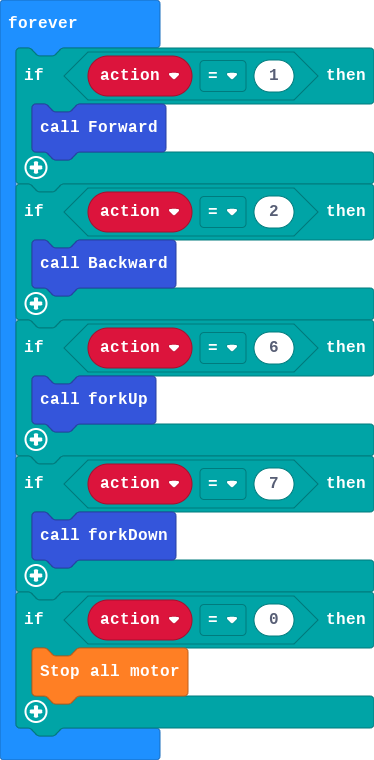 forever
if action = 1 then
call Forward
if action = 2 then
call Backward
if action = 6 then
call forkUp
if action = 7 then
call forkDown
if action = 0 then
Stop all motor